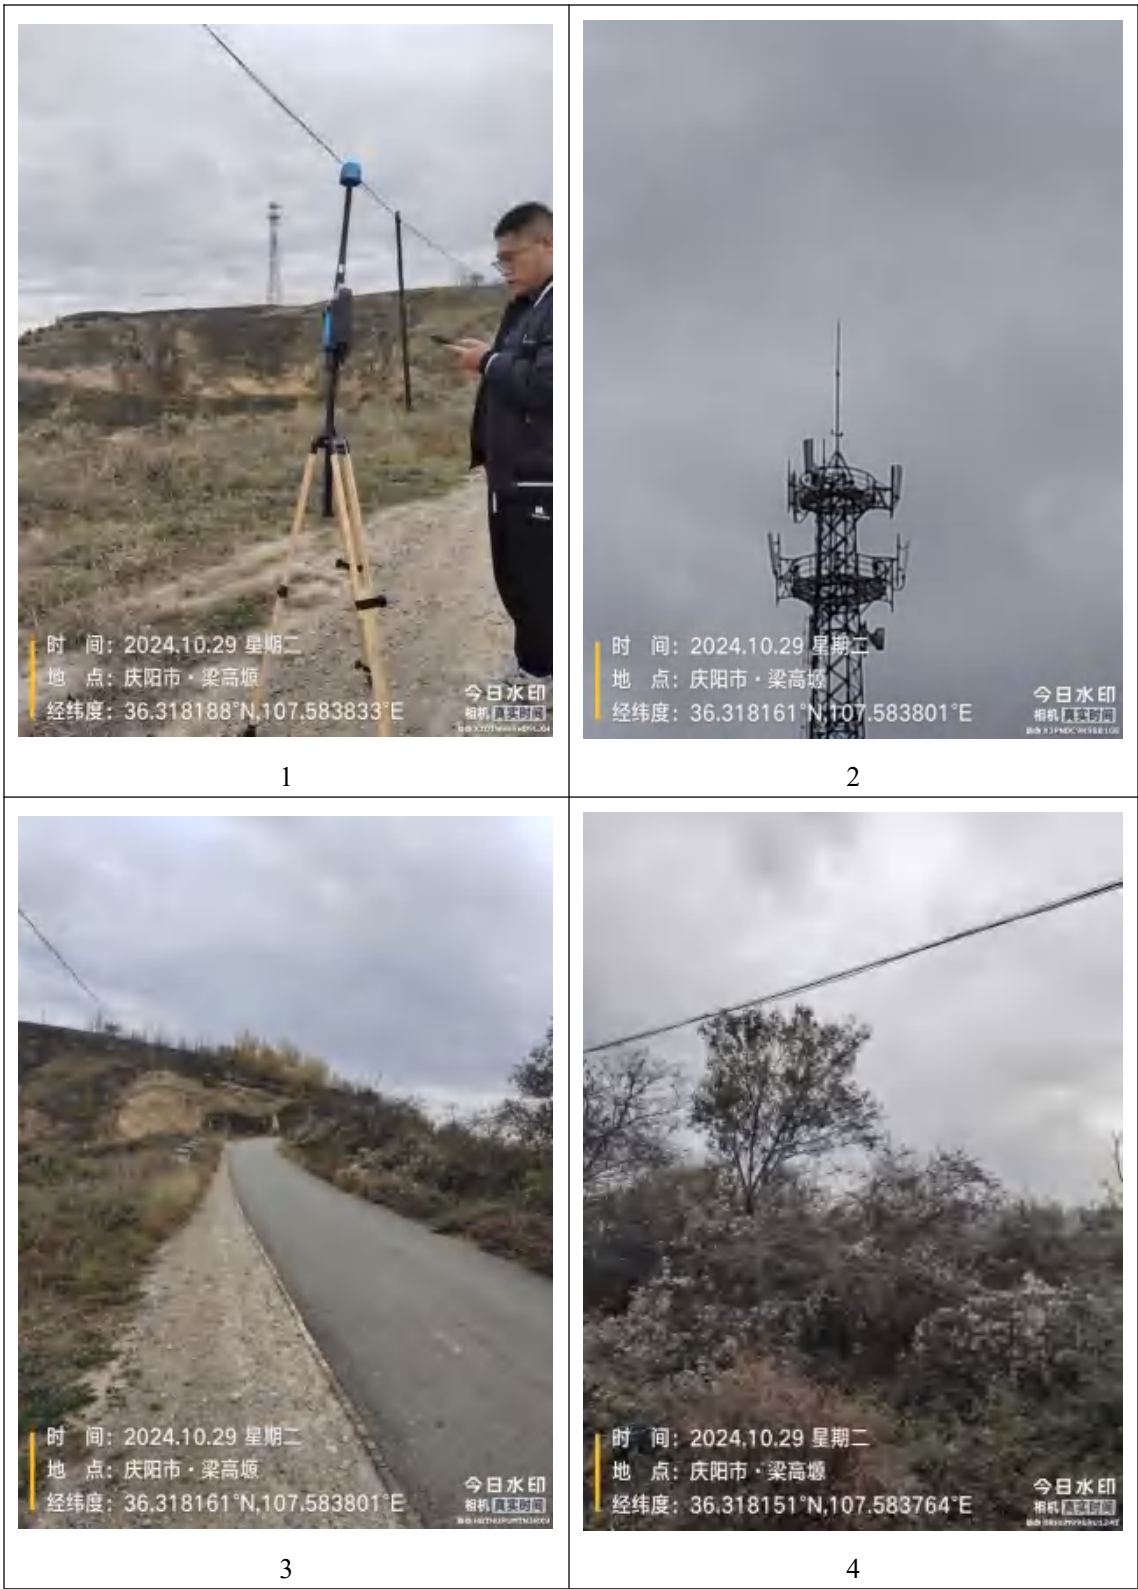 时 间：2024.10.29 星期二
地 点：庆阳市·梁高塬
经纬度：36.318188°N,107.583833°E
今日水印
相机 真实时间
1
时 间：2024.10.29 星期二
地 点：庆阳市·梁高塬
经纬度：36.318161°N,107.583801°E
今日水印
相机 真实时间
2
时 间：2024.10.29 星期二
地 点：庆阳市·梁高塬
经纬度：36.318161°N,107.583801°E
今日水印
相机 真实时间
3
时 间：2024.10.29 星期二
地 点：庆阳市·梁高塬
经纬度：36.318151°N,107.583764°E
今日水印
相机 真实时间
4